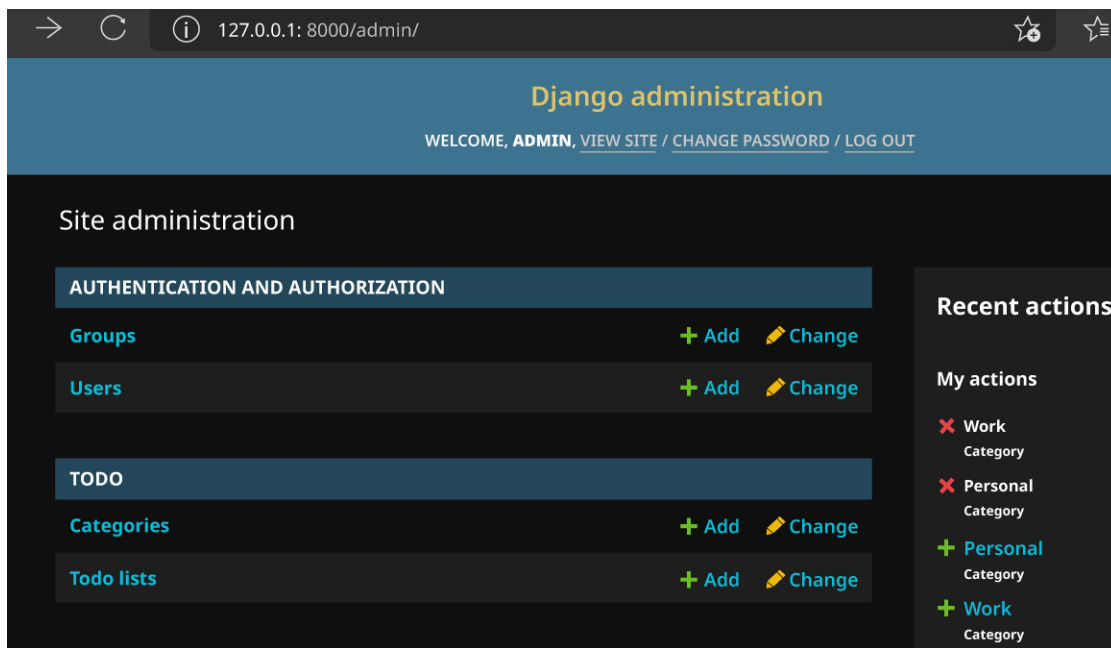 127.0.0.1: 8000/admin/
Django administration
WELCOME, ADMIN, VIEW SITE / CHANGE PASSWORD / LOG OUT
Site administration
AUTHENTICATION AND AUTHORIZATION
Groups Add Change
Users Add Change
TODO
Categories Add Change
Todo lists Add Change
Recent actions
My actions
Work
Category
Personal
Category
Personal
Category
Work
Category